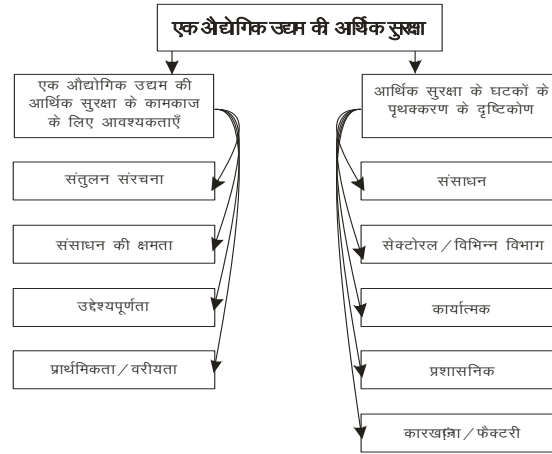 एक औद्योगिक उद्यम की आर्थिक सुरक्षा
एक औद्योगिक उद्यम की
आर्थिक सुरक्षा के कामकाज
के लिए आवश्यकताएँ
संतुलन संरचना
संसाधन की क्षमता
उद्देश्यपूर्णता
प्राथमिकता/वरीयता
आर्थिक सुरक्षा के घटकों के
पृथक्करण के दृष्टिकोण
संसाधन
सेक्टोरल/विभिन्न विभाग
कार्यात्मक
प्रशासनिक
कारखाना/फैक्टरी